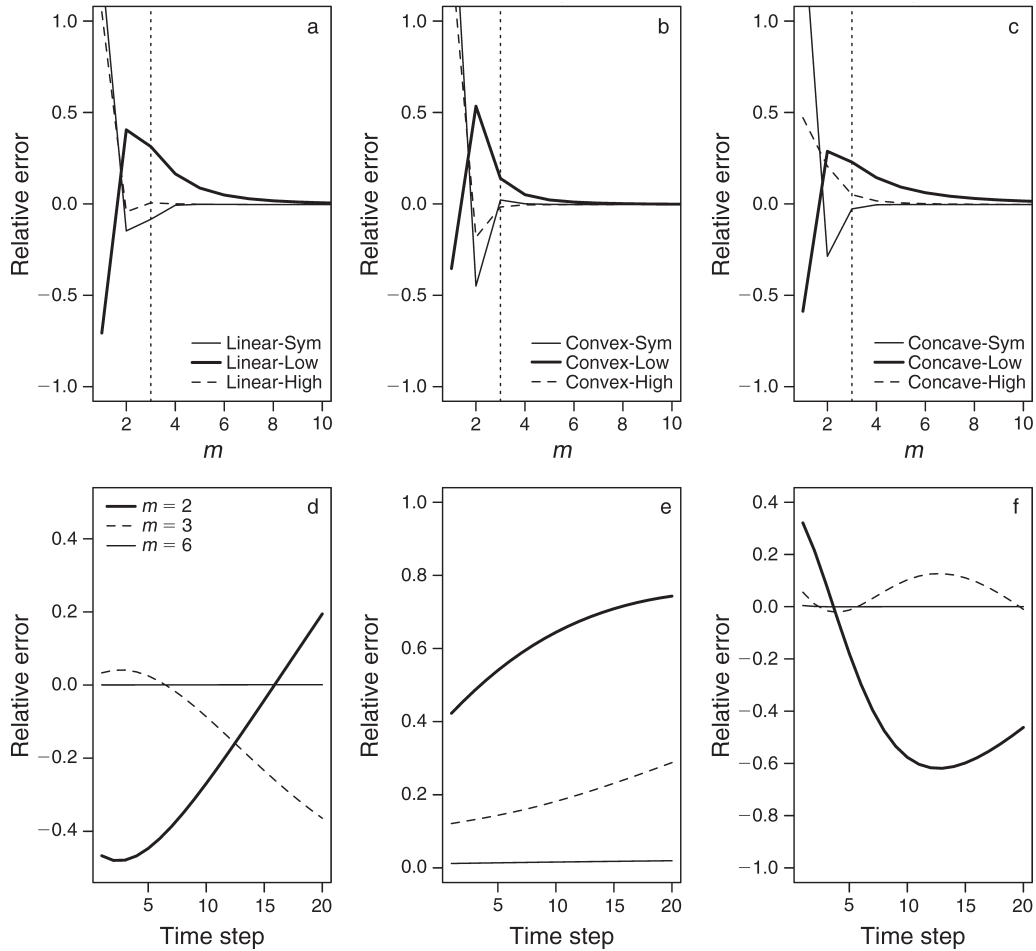 a
1.0
0.5
0.0
−0.5
−1.0
Relative error
Linear-Sym
Linear-Low
Linear-High
2 4 6 8 10
m
b
1.0
0.5
0.0
−0.5
−1.0
Relative error
Convex-Sym
Convex-Low
Convex-High
2 4 6 8 10
m
c
1.0
0.5
0.0
−0.5
−1.0
Relative error
Concave-Sym
Concave-Low
Concave-High
2 4 6 8 10
m
d
m = 2
m = 3
m = 6
0.4
0.2
0.0
−0.2
−0.4
Relative error
5 10 15 20
Time step
e
1.0
0.8
0.6
0.4
0.2
0.0
Relative error
5 10 15 20
Time step
f
0.4
0.2
0.0
−0.2
−0.4
−0.6
−0.8
−1.0
Relative error
5 10 15 20
Time step